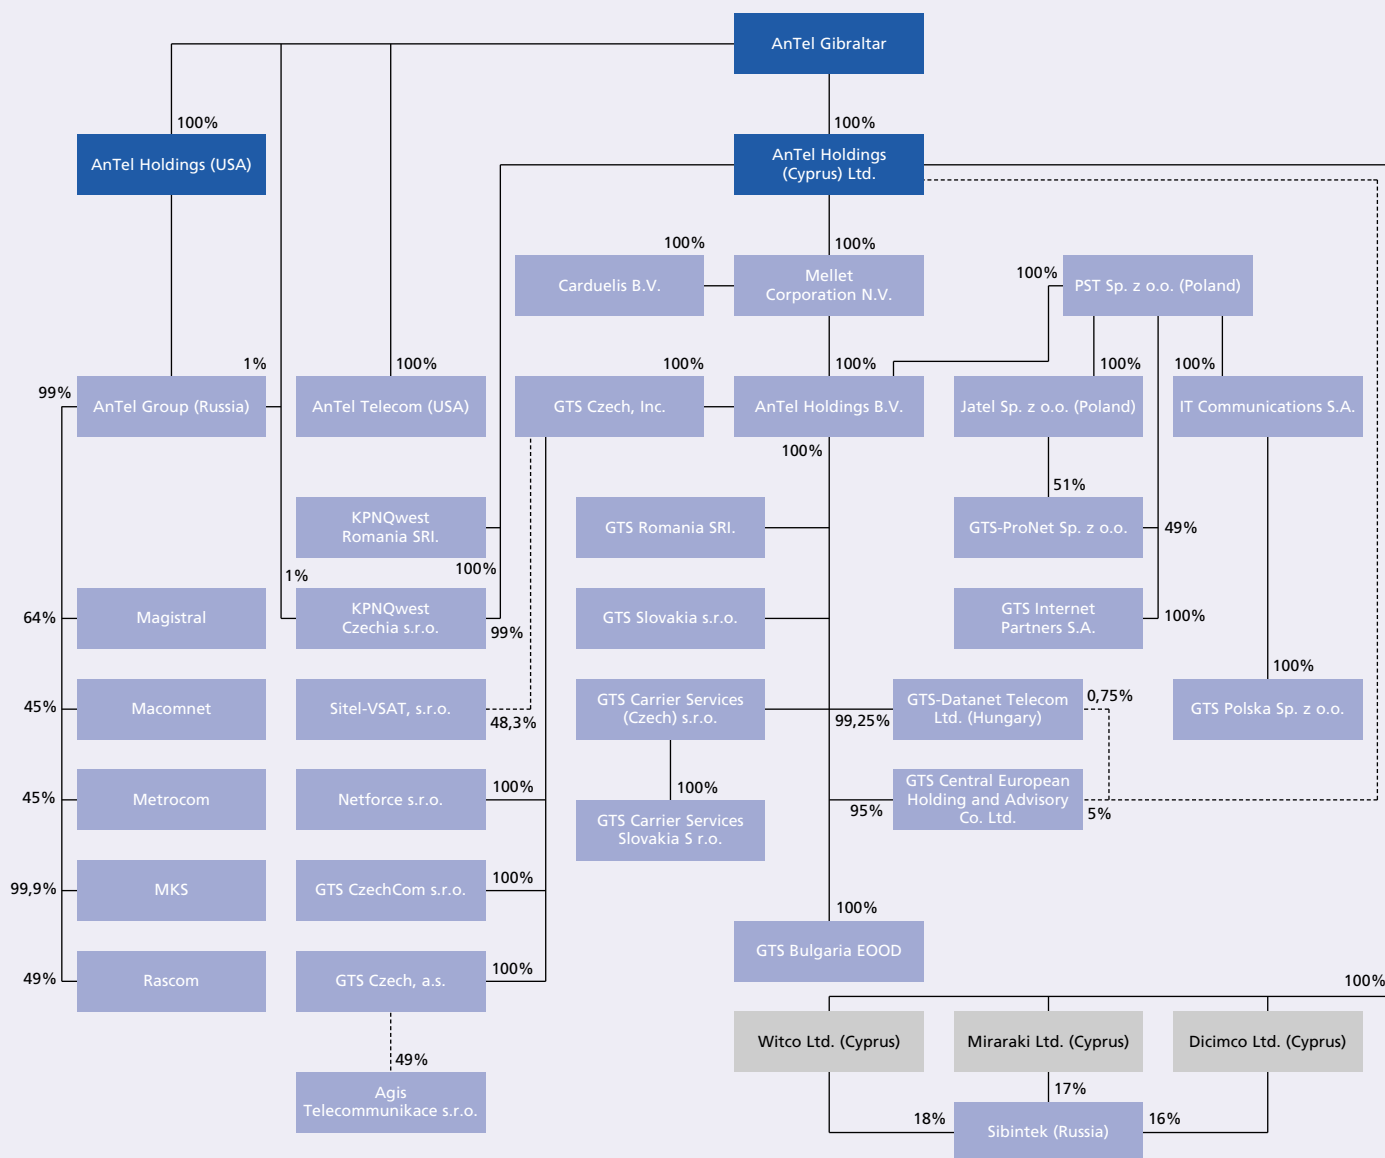 AnTel Gibraltar
100%
100%
AnTel Holdings (USA)
AnTel Holdings
(Cyprus) Ltd.
100%
100%
100%
Carduelis B.V.
Mellet
Corporation N.V.
PST Sp. z o.o. (Poland)
99%
1%
100%
100%
100%
100%
100%
AnTel Group (Russia)
AnTel Telecom (USA)
GTS Czech, Inc.
AnTel Holdings B.V.
Jatel Sp. z o.o. (Poland)
IT Communications S.A.
100%
51%
KPNQwest
Romania SRI.
GTS Romania SRI.
GTS-ProNet Sp. z o.o.
49%
1%
100%
64%
Magistral
KPNQwest
Czechia s.r.o.
99%
GTS Slovakia s.r.o.
GTS Internet
Partners S.A.
100%
100%
45%
Macomnet
Sitel-VSAT, s.r.o.
48,3%
GTS Carrier Services
(Czech) s.r.o.
99,25%
GTS-Datanet Telecom
Ltd. (Hungary)
0,75%
GTS Polska Sp. z o.o.
45%
Metrocom
Netforce s.r.o.
100%
100%
GTS Carrier Services
Slovakia S r.o.
95%
GTS Central European
Holding and Advisory
Co. Ltd.
5%
99,9%
MKS
GTS CzechCom s.r.o.
100%
100%
GTS Bulgaria EOOD
49%
Rascom
GTS Czech, a.s.
100%
100%
Witco Ltd. (Cyprus)
Miraraki Ltd. (Cyprus)
Dicimco Ltd. (Cyprus)
49%
Agis
Telecommunikace s.r.o.
17%
18%
Sibintek (Russia)
16%